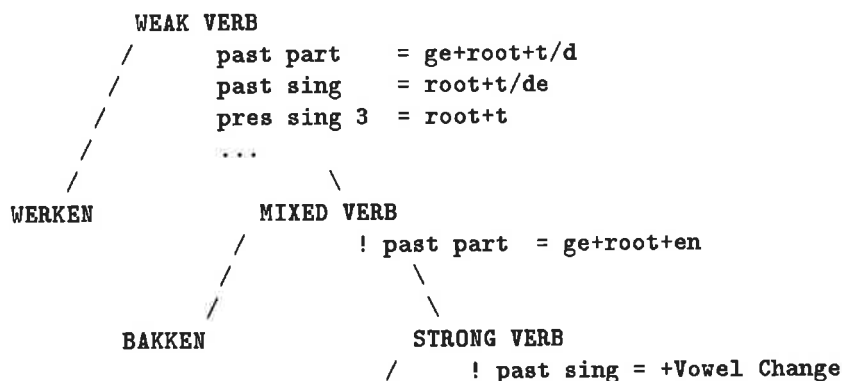 WEAK VERB
past part = ge+root+t/d
past sing = root+t/de
pres sing 3 = root+t
...
WERKEN MIXED VERB
! past part = ge+root+en
BAKKEN STRONG VERB
! past sing = +Vowel Change